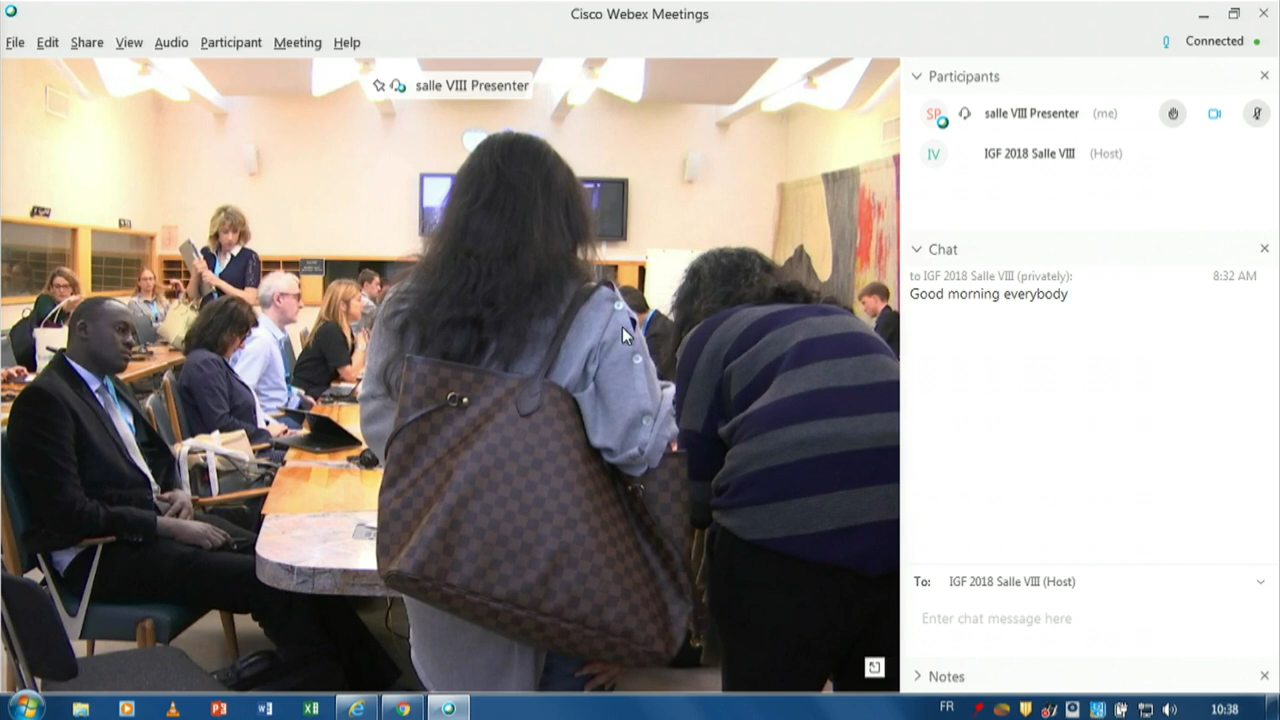 Cisco Webex Meetings
File Edit Share View Audio Participant Meeting Help
Connected
salle VIII Presenter
Participants
SP salle VIII Presenter (me)
IV IGF 2018 Salle VIII (Host)
Chat
to IGF 2018 Salle VIII (privately): 8:32 AM
Good morning everybody
To: IGF 2018 Salle VIII (Host)
Enter chat message here
Notes
FR
10:38